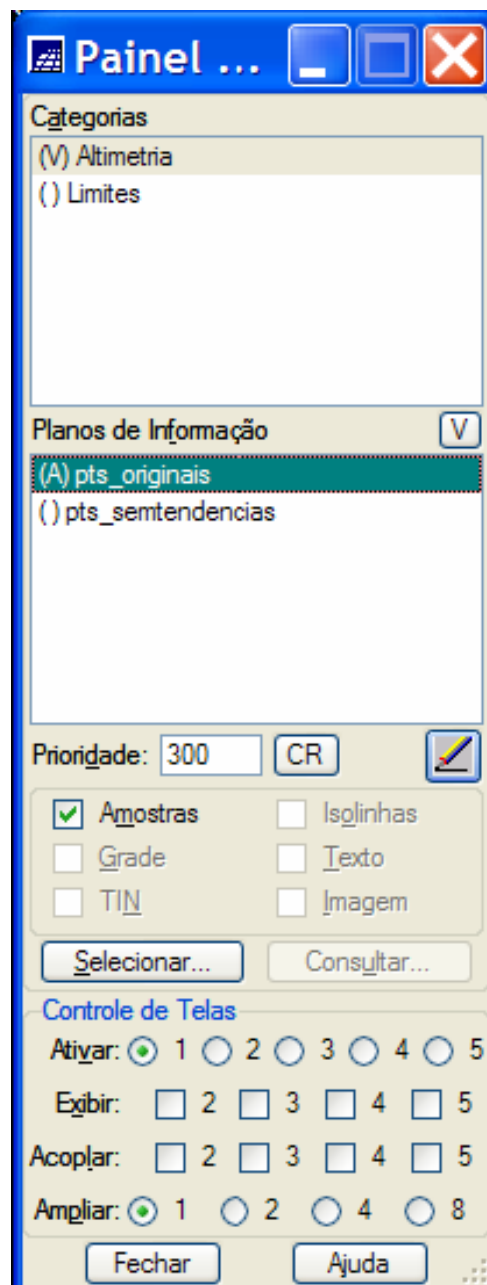 Painel ...
Categorias
(V) Altimetria
( ) Limites
Planos de Informação V
(A) pts_originais
( ) pts_semtendencias
Prioridade: 300 CR
Amostras Isolinhas
Grade Texto
TIN Imagem
Selecionar... Consultar...
Controle de Telas
Ativar: 1 2 3 4 5
Exibir: 2 3 4 5
Acoplar: 2 3 4 5
Ampliar: 1 2 4 8
Fechar Ajuda